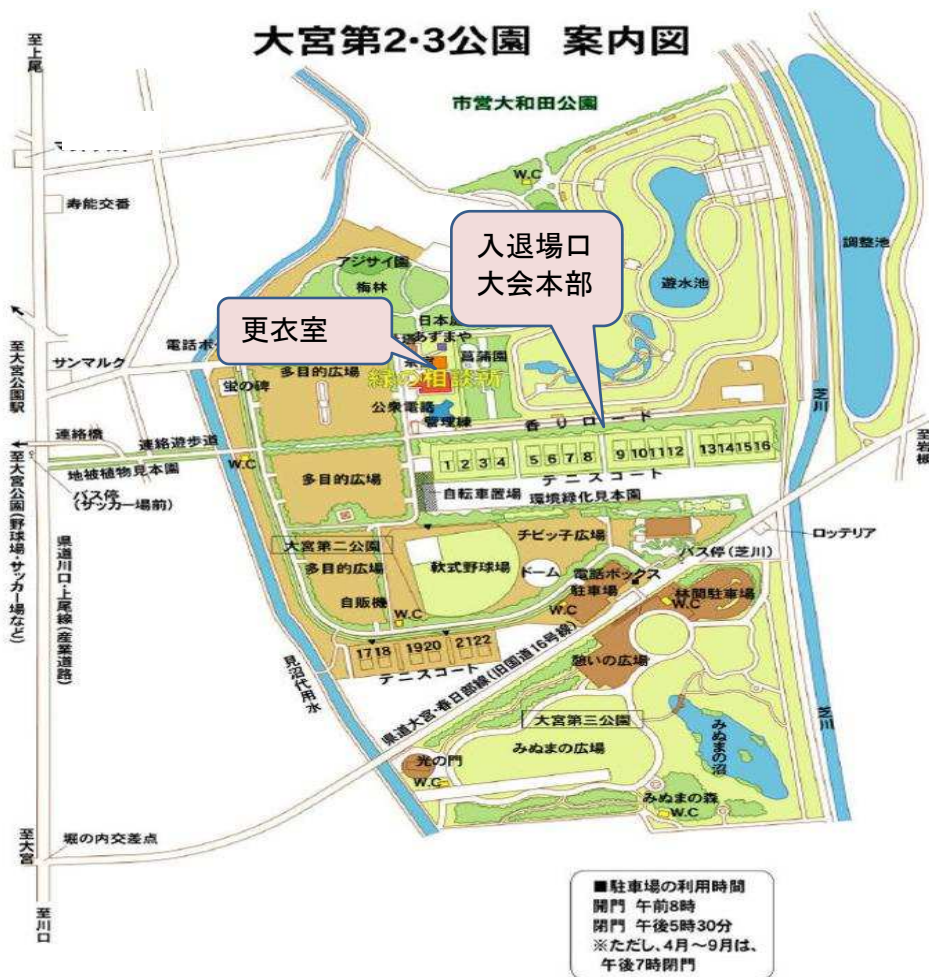 大宮第2・3公園 案内図
至上尾
市営大和田公園
W.C
寿能交番
入退場口
大会本部
調整池
アジサイ園
梅林
遊水池
更衣室
日本庭
あずまや
サンマルク
電話ボッ
菖蒲園
緑の相談所
蛍の碑
多目的広場
至大宮公園駅
公衆電話
管理棟
香りロード
芝川
連絡橋
連絡遊歩道
至岩槻
地被植物見本園
W.C
1 2 3 4 5 6 7 8 9 10 11 12 13 14 15 16
テニスコート
多目的広場
自転車置場
環境緑化見本園
バス停
(サッカー場前)
至大宮公園(野球場・サッカー場など)
ロッテリア
大宮第二公園
チビッ子広場
バス停(芝川)
県道川口・上尾線(産業道路)
多目的広場
軟式野球場
ドーム
電話ボックス
駐車場
林間駐車場
自販機
W.C
W.C
W.C
17 18 19 20 21 22
テニスコート
憩いの広場
見沼代用水
県道大宮・春日部線(旧国道16号線)
大宮第三公園
みぬまの広場
みぬまの沼
芝川
光の門
W.C
みぬまの森
W.C
至大宮
堀の内交差点
至川口
■駐車場の利用時間
開門 午前8時
閉門 午後5時30分
※ただし、4月～9月は、
午後7時閉門